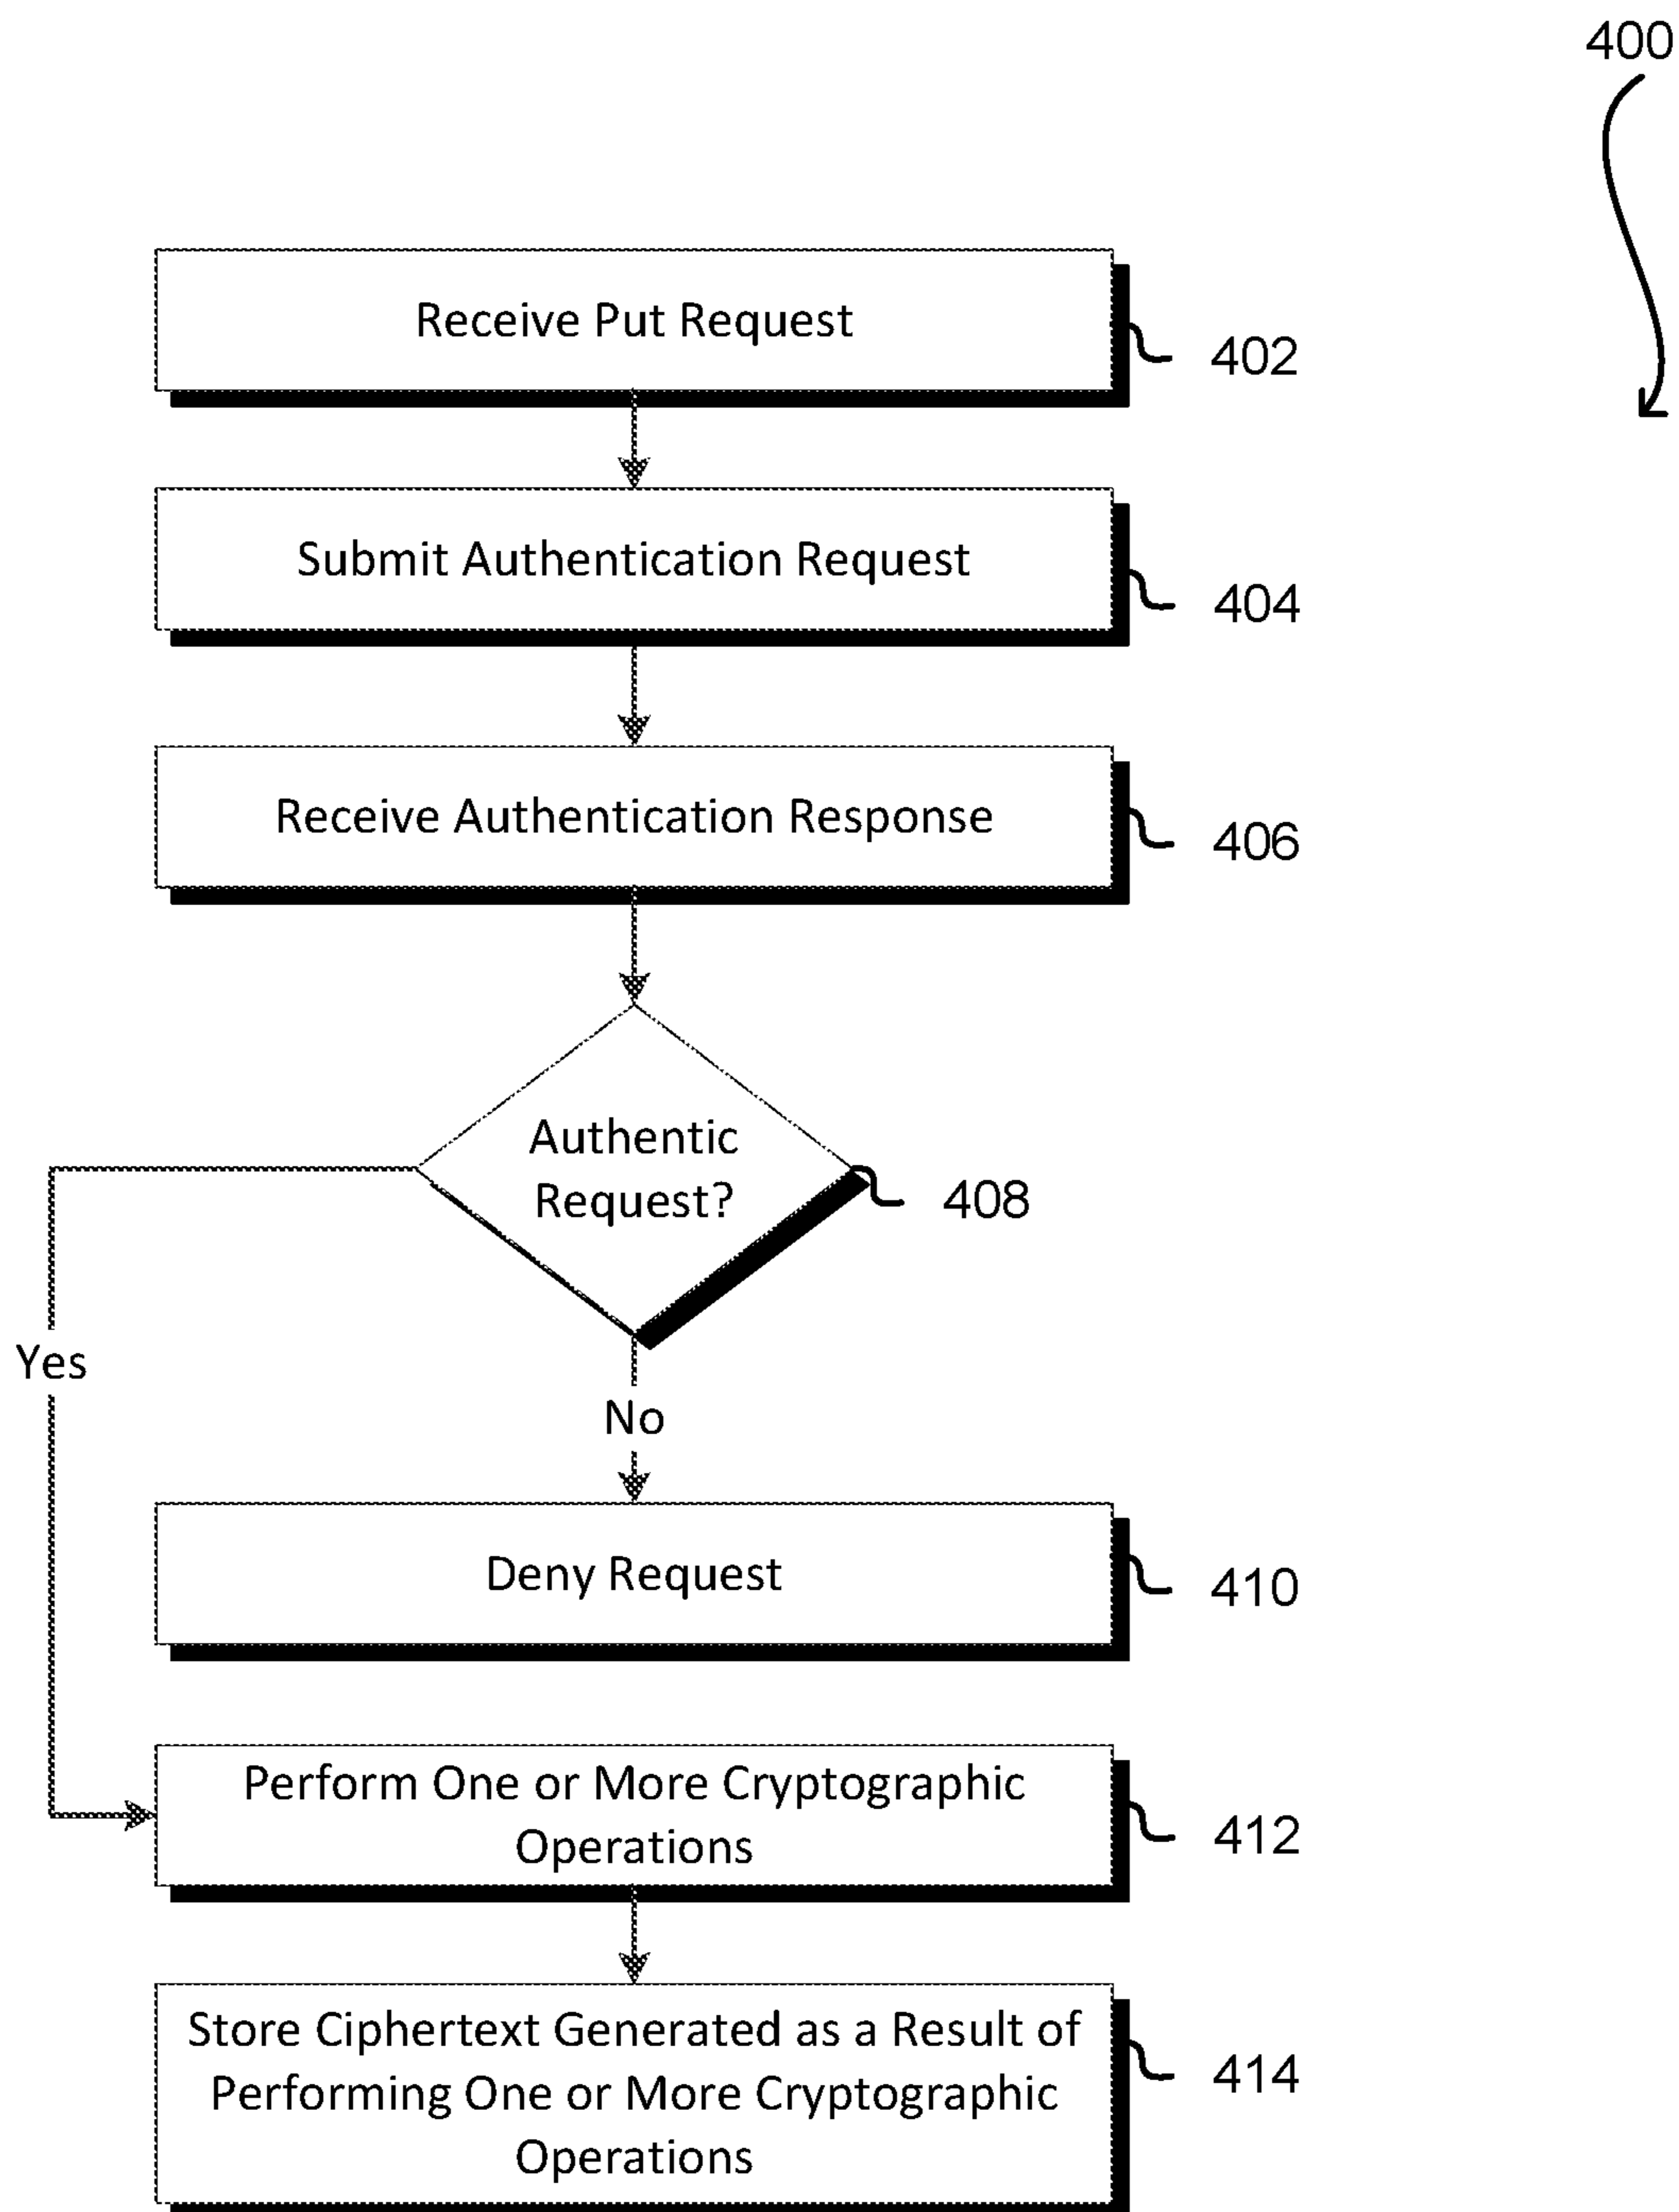 400
Receive Put Request
402
Submit Authentication Request
404
Receive Authentication Response
406
Authentic
Request?
408
Yes
No
Deny Request
410
Perform One or More Cryptographic
Operations
412
Store Ciphertext Generated as a Result of
Performing One or More Cryptographic
Operations
414